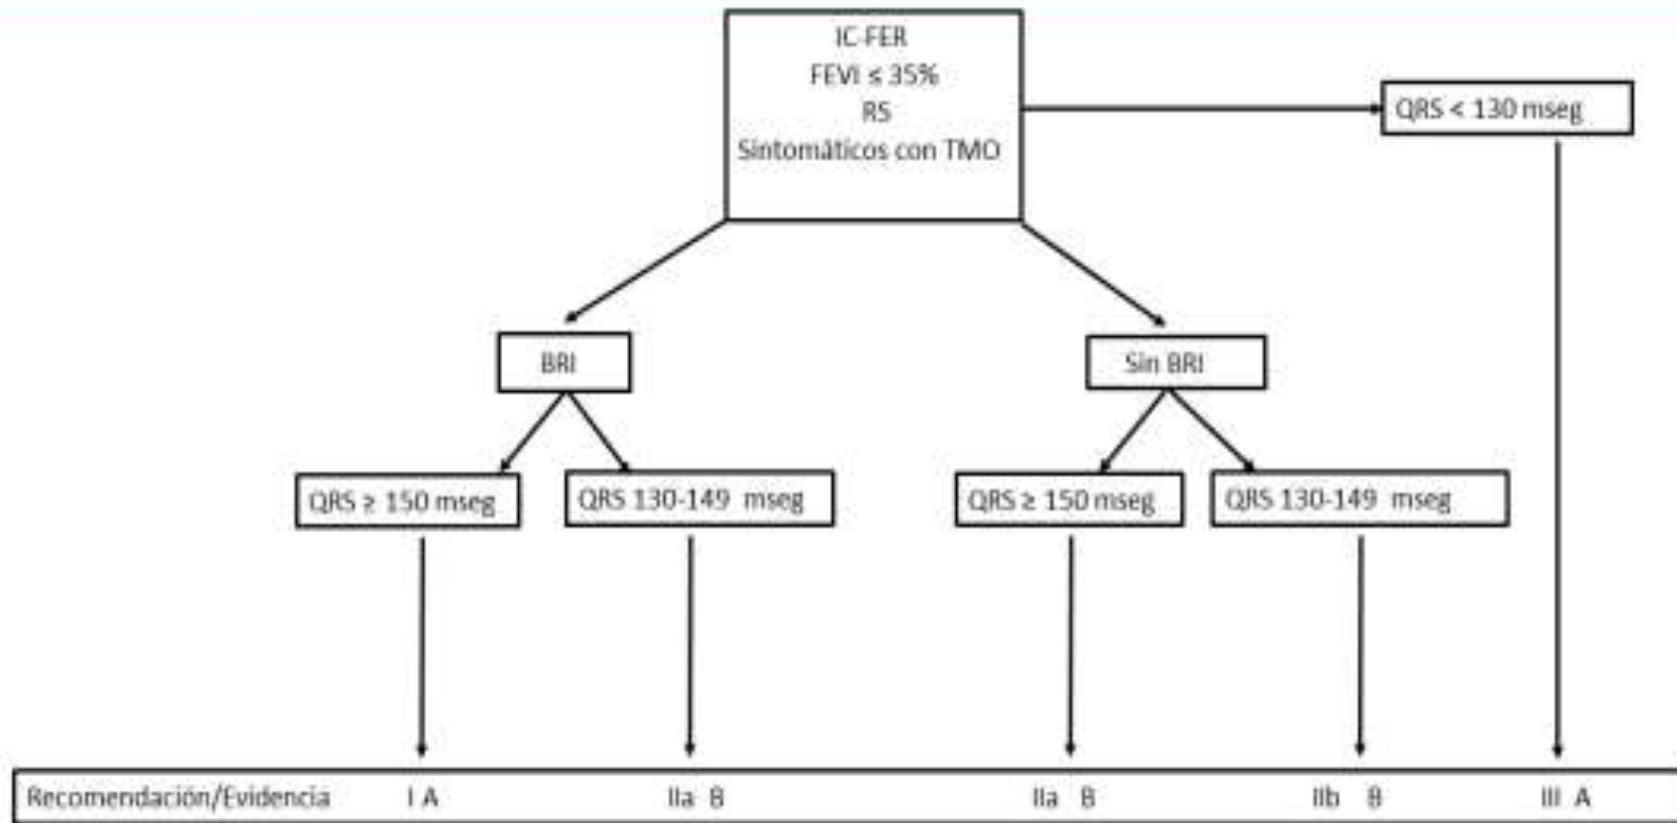 IC-FER
FEVI ≤ 35%
RS
Sintomáticos con TMO
QRS < 130 mseg
BRI
Sin BRI
QRS ≥ 150 mseg
QRS 130-149 mseg
QRS ≥ 150 mseg
QRS 130-149 mseg
Recomendación/Evidencia I A IIa B IIa B IIb B III A